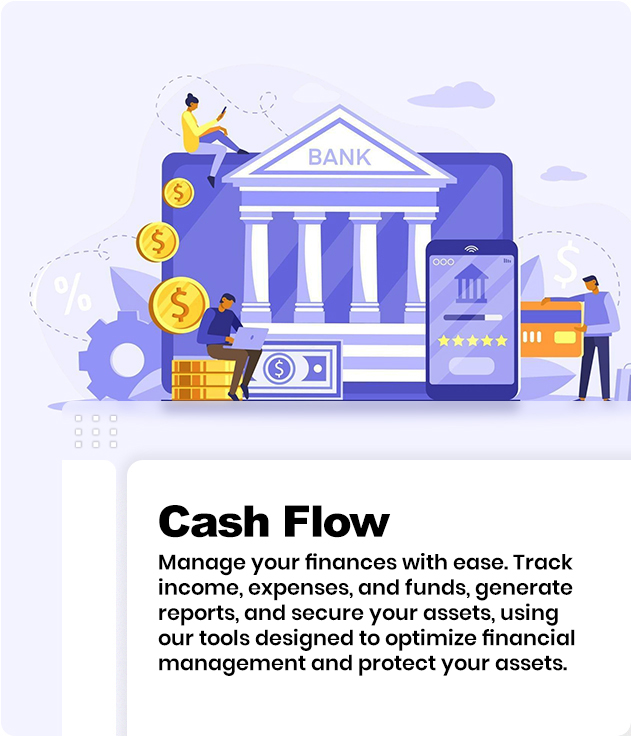 BANK
%
$
$
$
$
$
Cash Flow
Manage your finances with ease. Track
income, expenses, and funds, generate
reports, and secure your assets, using
our tools designed to optimize financial
management and protect your assets.